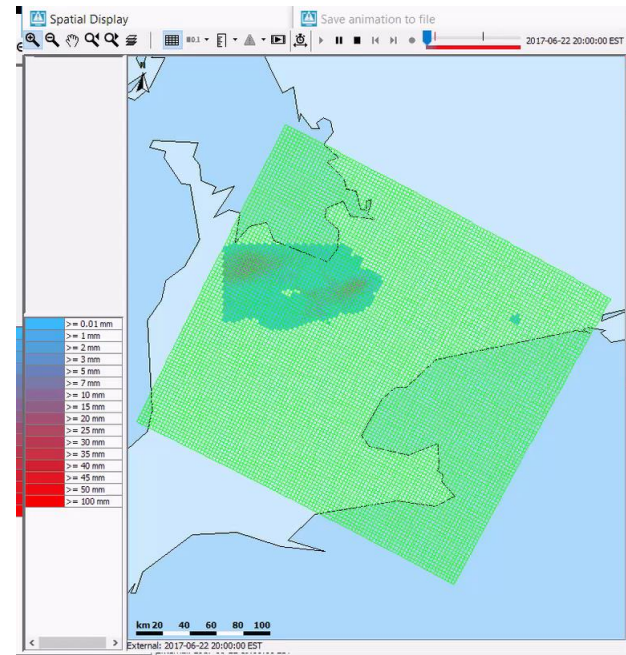 Spatial Display
Save animation to file
2017-06-22 20:00:00 EST
>= 0.01 mm
>= 1 mm
>= 2 mm
>= 3 mm
>= 5 mm
>= 7 mm
>= 10 mm
>= 15 mm
>= 20 mm
>= 25 mm
>= 30 mm
>= 35 mm
>= 40 mm
>= 45 mm
>= 50 mm
>= 100 mm
km 20 40 60 80 100
External: 2017-06-22 20:00:00 EST